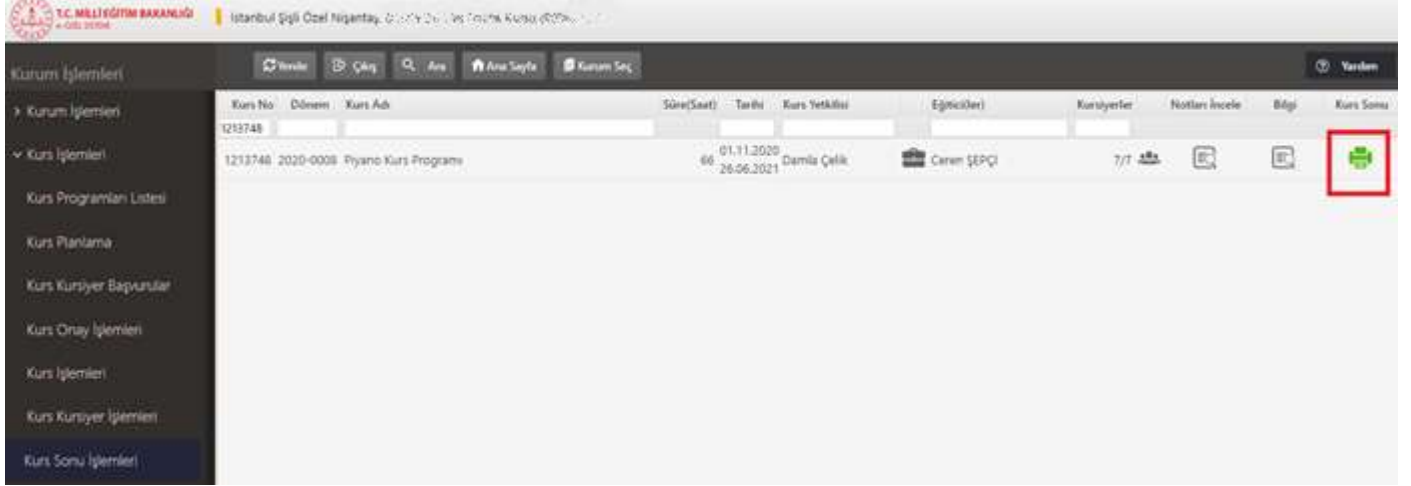 T.C. MİLLİ EĞİTİM BAKANLIĞI
İstanbul Şişli Özel Nişantaşı
Kurum İşlemleri
Yenile Çıkış Ara Ana Sayfa Kurum Seç Yardım
Kurum İşlemleri
Kurs No Dönem Kurs Adı Süre(Saat) Tarihi Kurs Yetkilisi Eğitici(ler) Kursiyerler Notları İncele Bilgi Kurs Sonu
1213748
Kurs İşlemleri
1213748 2020-0008 Piyano Kurs Programı 66 01.11.2020 26.06.2021 Damla Çelik Ceren ŞEPÇİ 7/7
Kurs Programları Listesi
Kurs Planlama
Kurs Kursiyer Başvurular
Kurs Onay İşlemleri
Kurs İşlemleri
Kurs Kursiyer İşlemleri
Kurs Sonu İşlemleri